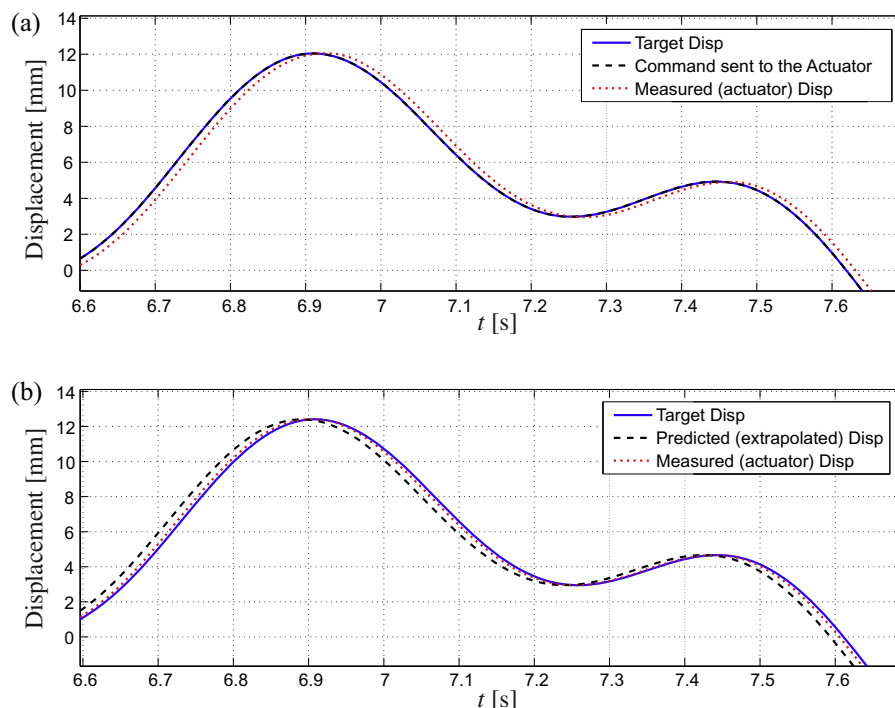 (a)
14
12
10
8
6
4
2
0
Displacement [mm]
Target Disp
Command sent to the Actuator
Measured (actuator) Disp
6.6 6.7 6.8 6.9 7 7.1 7.2 7.3 7.4 7.5 7.6
t [s]
(b)
14
12
10
8
6
4
2
0
Displacement [mm]
Target Disp
Predicted (extrapolated) Disp
Measured (actuator) Disp
6.6 6.7 6.8 6.9 7 7.1 7.2 7.3 7.4 7.5 7.6
t [s]